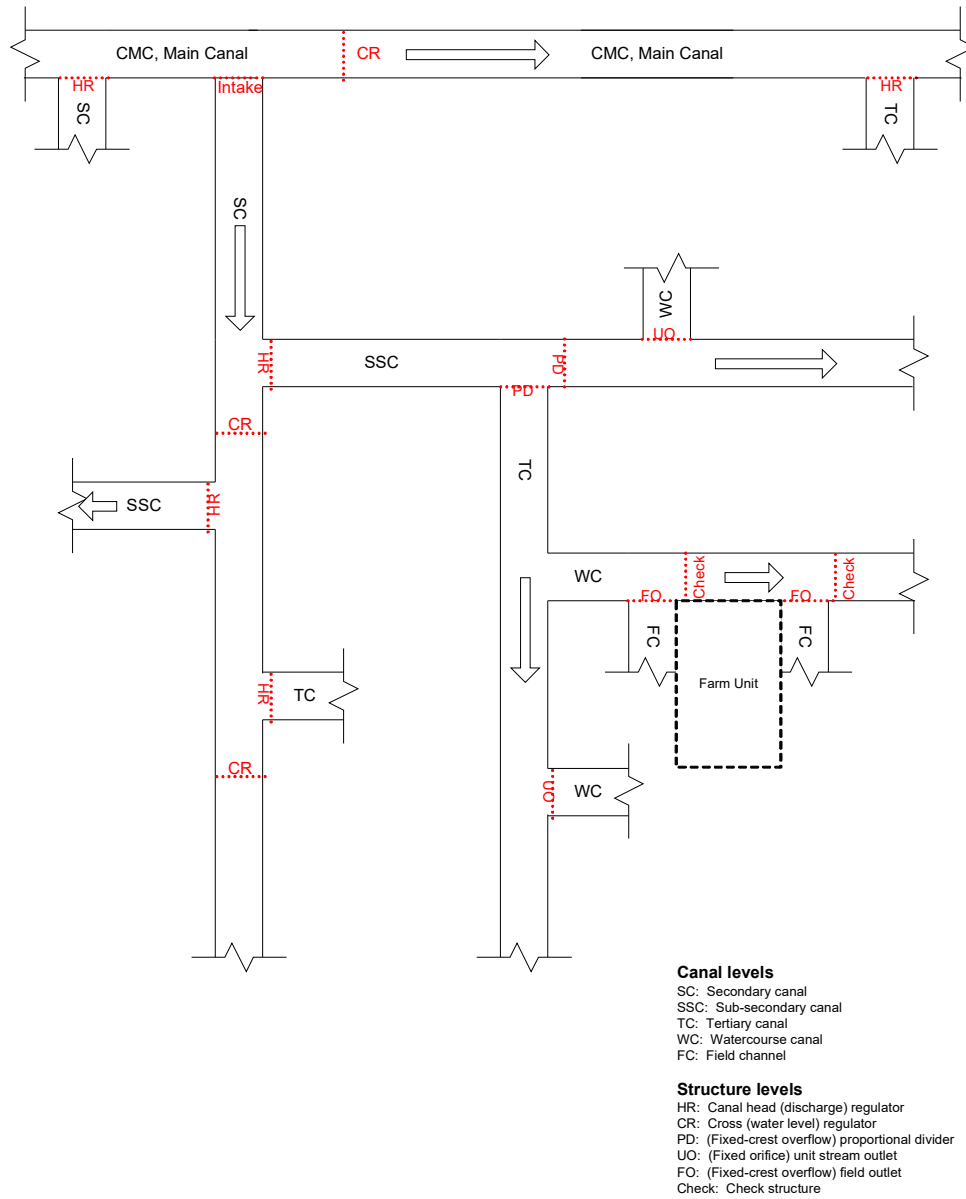 CMC, Main Canal
CR
CMC, Main Canal
HR
Intake
HR
SC
TC
SC
WC
UO
HR
SSC
PD
PD
CR
TC
SSC
HR
WC
Check
Check
FO
FO
FC
FC
Farm Unit
HR
TC
CR
UO
WC
Canal levels
SC: Secondary canal
SSC: Sub-secondary canal
TC: Tertiary canal
WC: Watercourse canal
FC: Field channel
Structure levels
HR: Canal head (discharge) regulator
CR: Cross (water level) regulator
PD: (Fixed-crest overflow) proportional divider
UO: (Fixed orifice) unit stream outlet
FO: (Fixed-crest overflow) field outlet
Check: Check structure